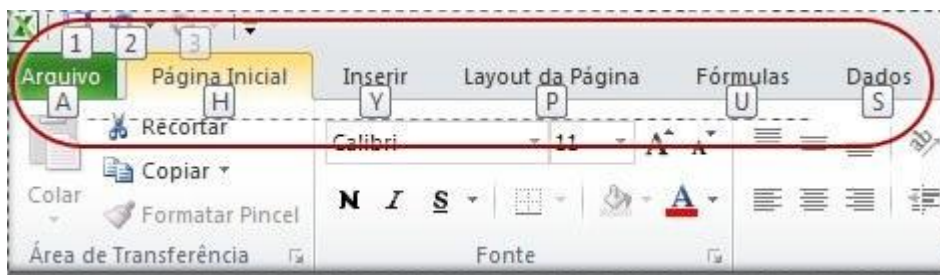 1 2 3
Arquivo Página Inicial Inserir Layout da Página Fórmulas Dados
A H Y P U S
Recortar
Calibri 11 A A
Copiar
Colar
N I S A
Formatar Pincel
Área de Transferência Fonte